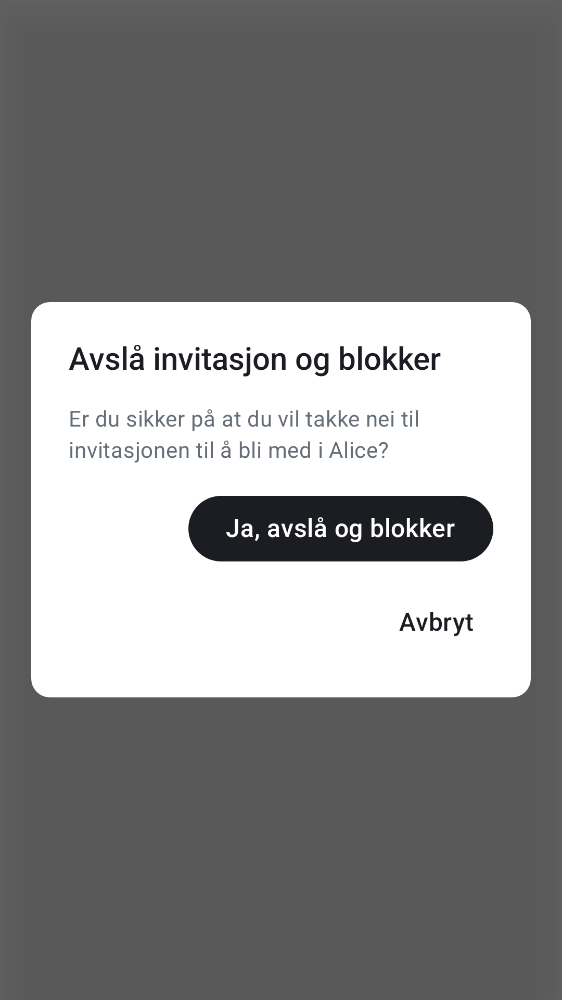 Avslå invitasjon og blokker
Er du sikker på at du vil takke nei til
invitasjonen til å bli med i Alice?
Ja, avslå og blokker
Avbryt